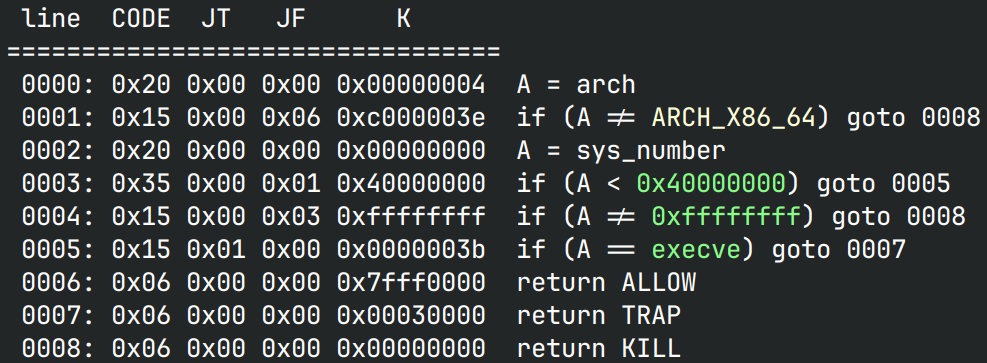 line  CODE  JT   JF      K
=================================
0000: 0x20 0x00 0x00 0x00000004  A = arch
0001: 0x15 0x00 0x06 0xc000003e  if (A ≠ ARCH_X86_64) goto 0008
0002: 0x20 0x00 0x00 0x00000000  A = sys_number
0003: 0x35 0x00 0x01 0x40000000  if (A < 0x40000000) goto 0005
0004: 0x15 0x00 0x03 0xffffffff  if (A ≠ 0xffffffff) goto 0008
0005: 0x15 0x01 0x00 0x0000003b  if (A == execve) goto 0007
0006: 0x06 0x00 0x00 0x7fff0000  return ALLOW
0007: 0x06 0x00 0x00 0x00030000  return TRAP
0008: 0x06 0x00 0x00 0x00000000  return KILL